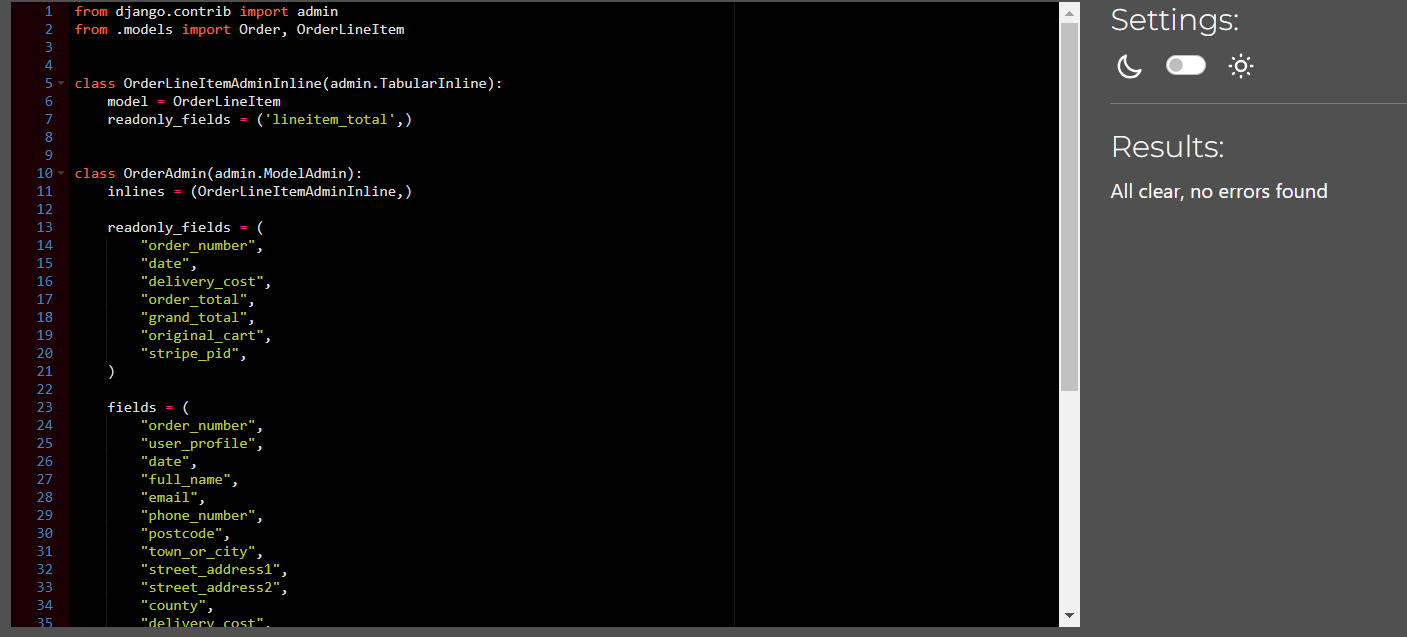 1 from django.contrib import admin
2 from .models import Order, OrderLineItem
3
4
5 class OrderLineItemAdminInline(admin.TabularInline):
6     model = OrderLineItem
7     readonly_fields = ('lineitem_total',)
8
9
10 class OrderAdmin(admin.ModelAdmin):
11     inlines = (OrderLineItemAdminInline,)
12
13     readonly_fields = (
14         "order_number",
15         "date",
16         "delivery_cost",
17         "order_total",
18         "grand_total",
19         "original_cart",
20         "stripe_pid",
21     )
22
23     fields = (
24         "order_number",
25         "user_profile",
26         "date",
27         "full_name",
28         "email",
29         "phone_number",
30         "postcode",
31         "town_or_city",
32         "street_address1",
33         "street_address2",
34         "county",
35         "delivery_cost",
Settings:
Results:
All clear, no errors found